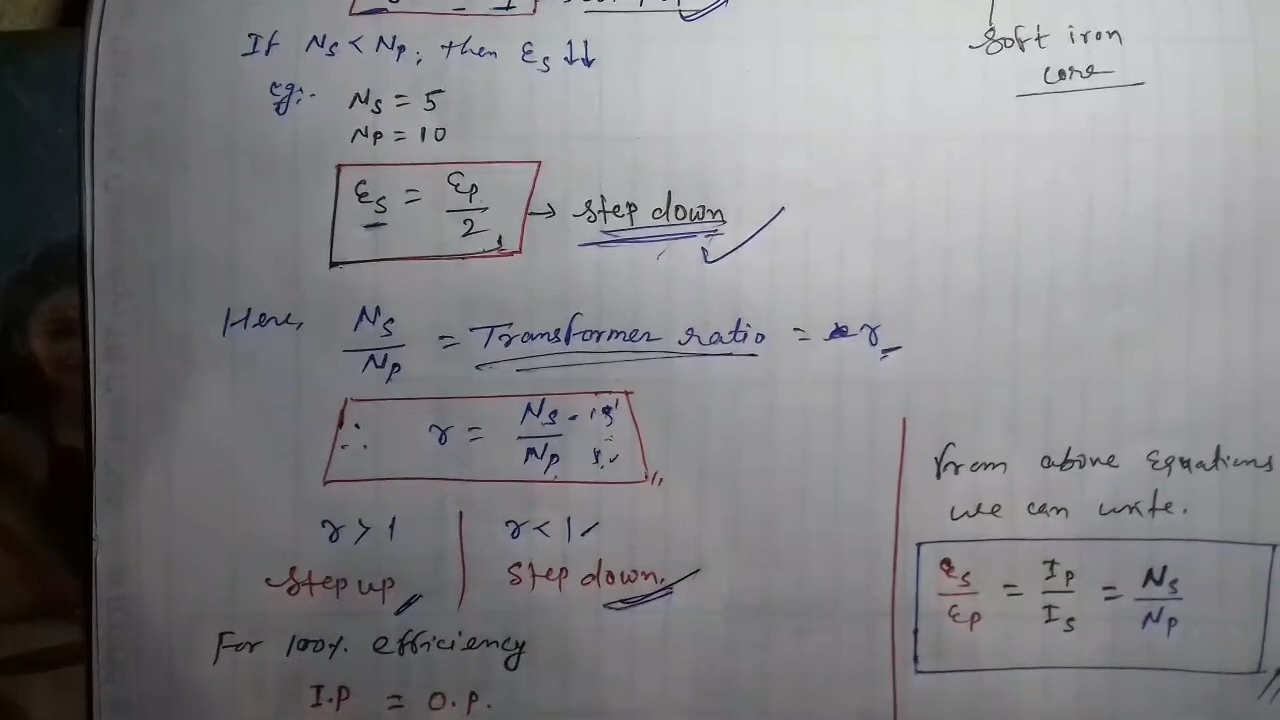 If Ns < Np, then εs ↓↓
eg:- Ns = 5
Np = 10
εs = εp/2 → step down
Here, Ns/Np = Transformer ratio = r
∴ r = Ns/Np
r > 1 | r < 1
step up | step down
For 100% efficiency
I.P = O.P.
soft iron
core
from above Equations
we can write.
εs/εp = Ip/Is = Ns/Np